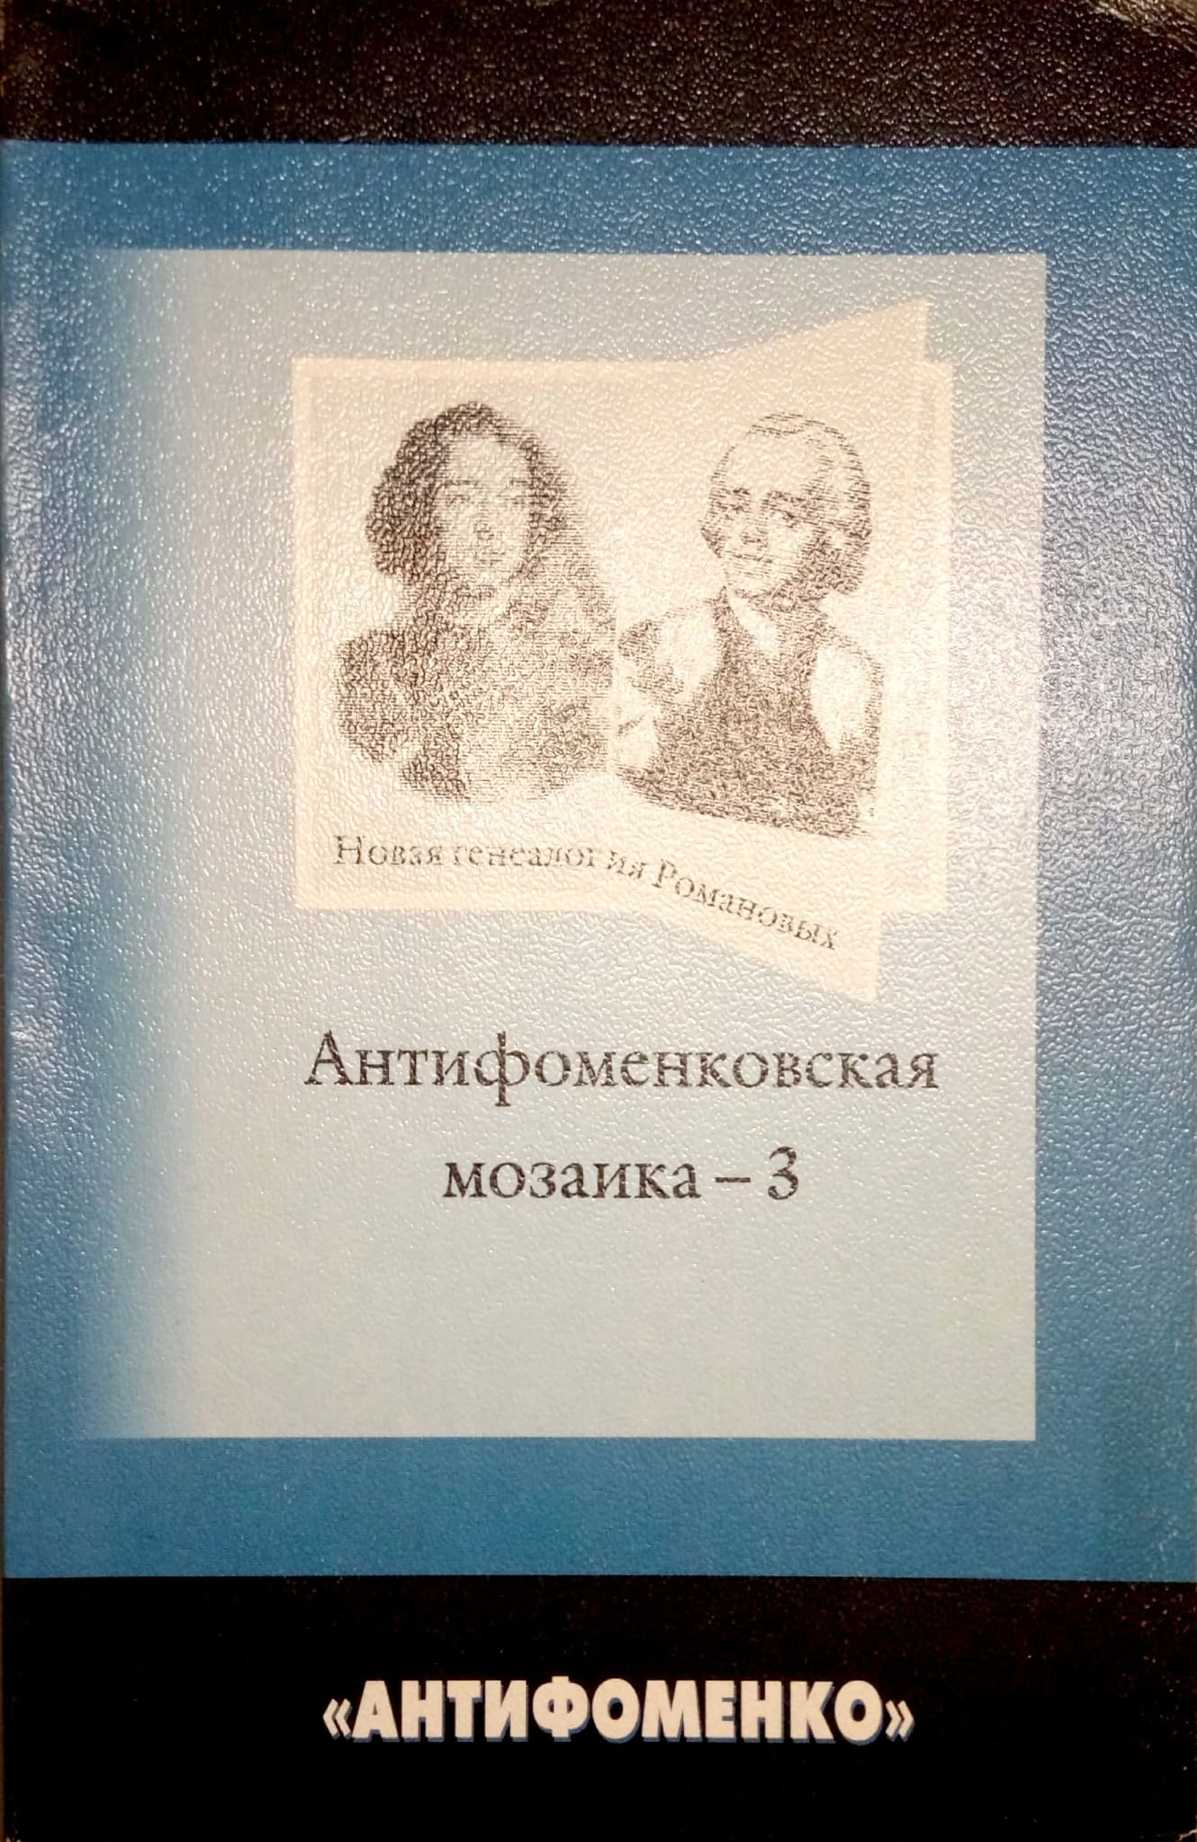 Новая генеалогия Романовых
Антифоменковская
мозаика – 3
«АНТИФОМЕНКО»